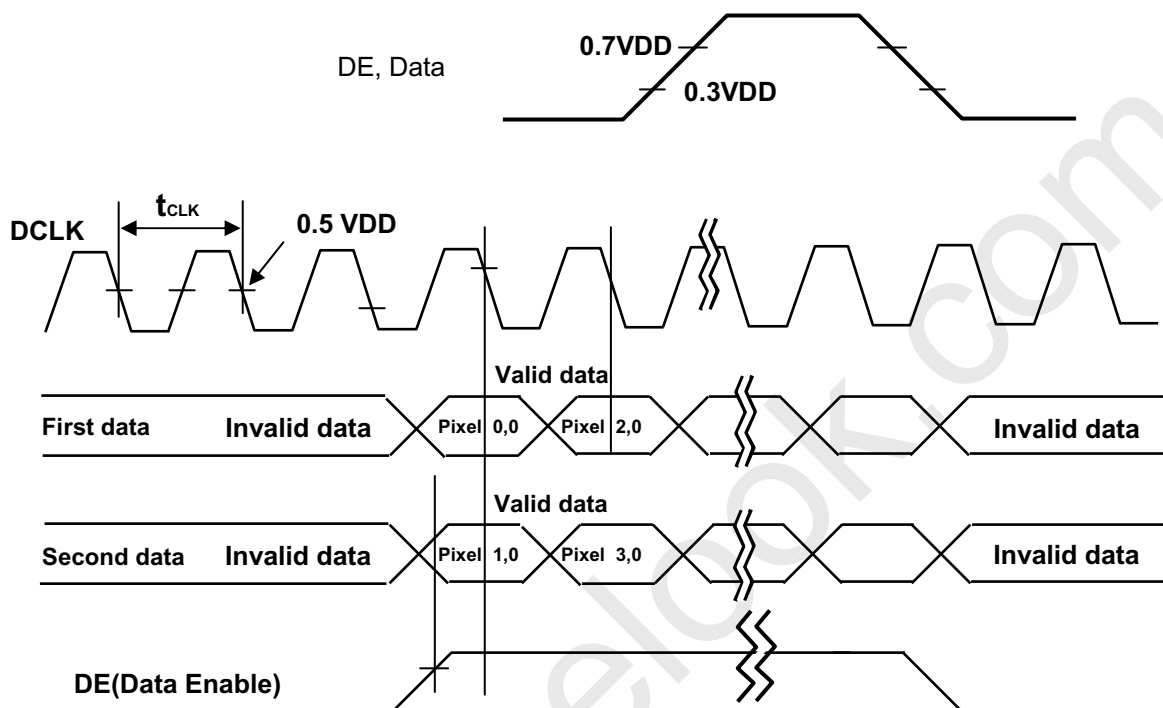 0.7VDD
DE, Data
0.3VDD
tCLK
0.5 VDD
DCLK
Valid data
First data Invalid data Pixel 0,0 Pixel 2,0 Invalid data
Valid data
Second data Invalid data Pixel 1,0 Pixel 3,0 Invalid data
DE(Data Enable)
elook.com